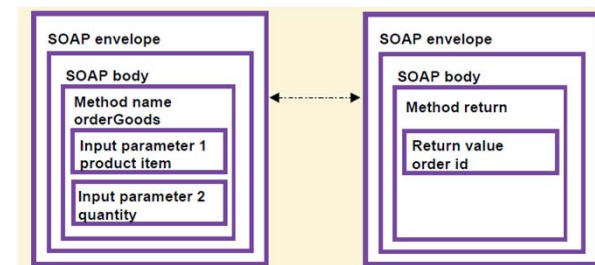 SOAP envelope
SOAP body
Method name
orderGoods
Input parameter 1
product item
Input parameter 2
quantity
SOAP envelope
SOAP body
Method return
Return value
order id